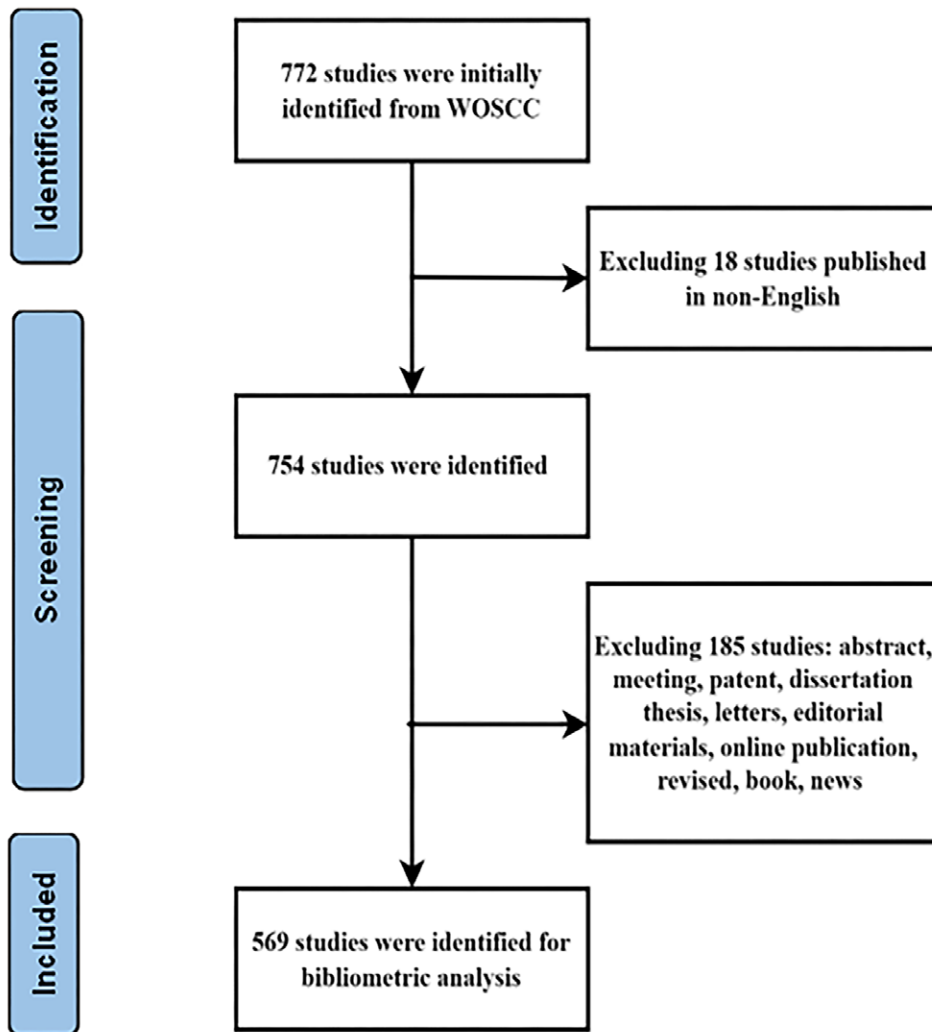 Identification
772 studies were initially
identified from WOSCC
Excluding 18 studies published
in non-English
Screening
754 studies were identified
Excluding 185 studies: abstract,
meeting, patent, dissertation
thesis, letters, editorial
materials, online publication,
revised, book, news
Included
569 studies were identified for
bibliometric analysis